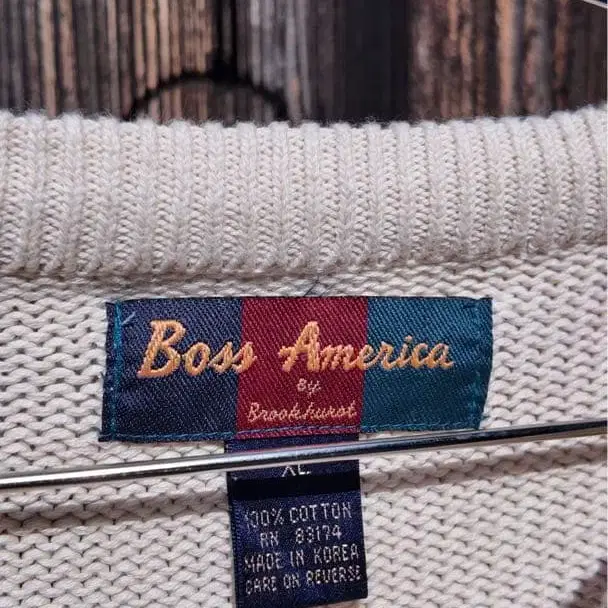 Boss America
By
Brookhurst
XL
100% COTTON
RN 83174
MADE IN KOREA
CARE ON REVERSE